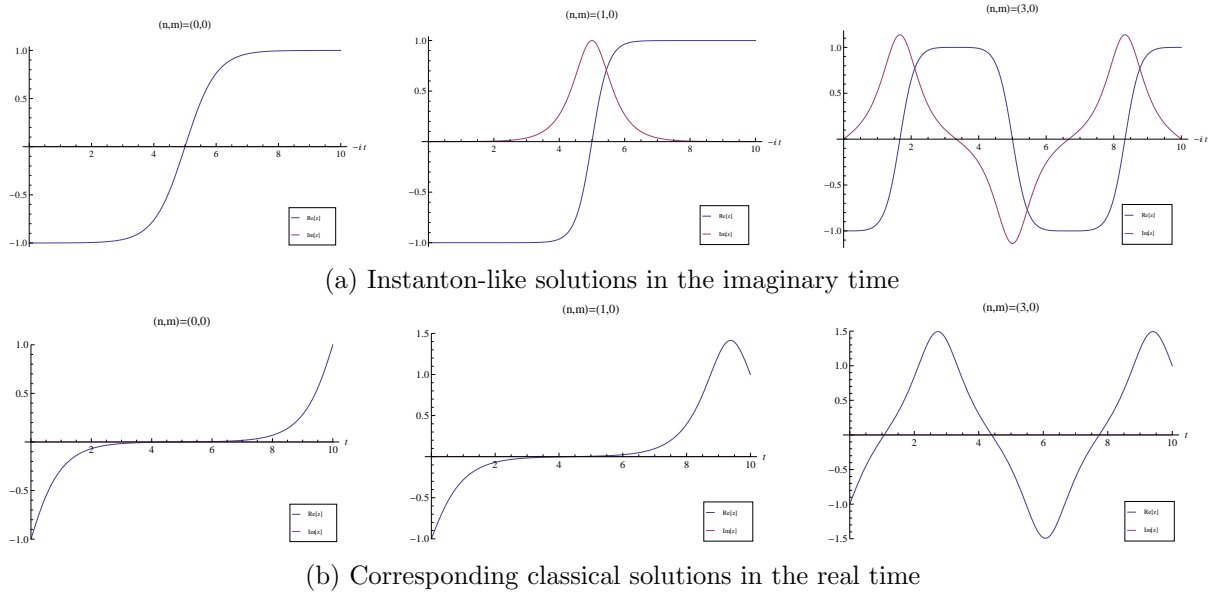 (n,m)=(0,0)
1.0
0.5
−0.5
−1.0
2 4 6 8 10
−i t
Re[z]
Im[z]
(n,m)=(1,0)
1.0
0.5
−0.5
−1.0
2 4 6 8 10
−i t
Re[z]
Im[z]
(n,m)=(3,0)
1.0
0.5
−0.5
−1.0
2 4 6 8 10
−i t
Re[z]
Im[z]
(a) Instanton-like solutions in the imaginary time
(n,m)=(0,0)
1.0
0.5
−0.5
−1.0
2 4 6 8 10
t
Re[z]
Im[z]
(n,m)=(1,0)
1.5
1.0
0.5
−0.5
−1.0
2 4 6 8 10
t
Re[z]
Im[z]
(n,m)=(3,0)
1.5
1.0
0.5
−0.5
−1.0
−1.5
2 4 6 8 10
t
Re[z]
Im[z]
(b) Corresponding classical solutions in the real time